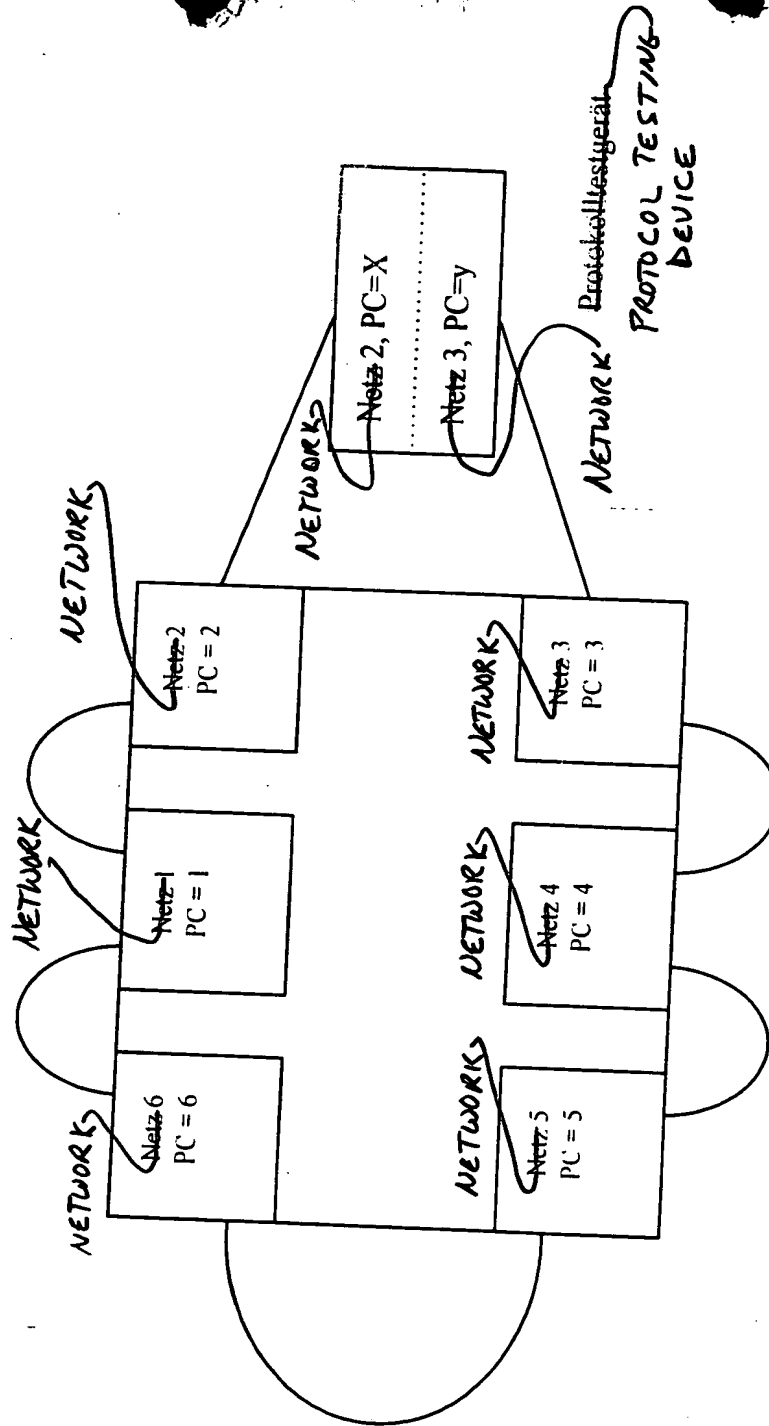 NETWORK
Netz 6
PC = 6
NETWORK
Netz 1
PC = 1
NETWORK
Netz 2
PC = 2
NETWORK
Netz 5
PC = 5
NETWORK
Netz 4
PC = 4
NETWORK
Netz 3
PC = 3
NETWORK
Netz 2, PC=X
Netz 3, PC=y
NETWORK
Protokolltestgerät
PROTOCOL TESTING
DEVICE